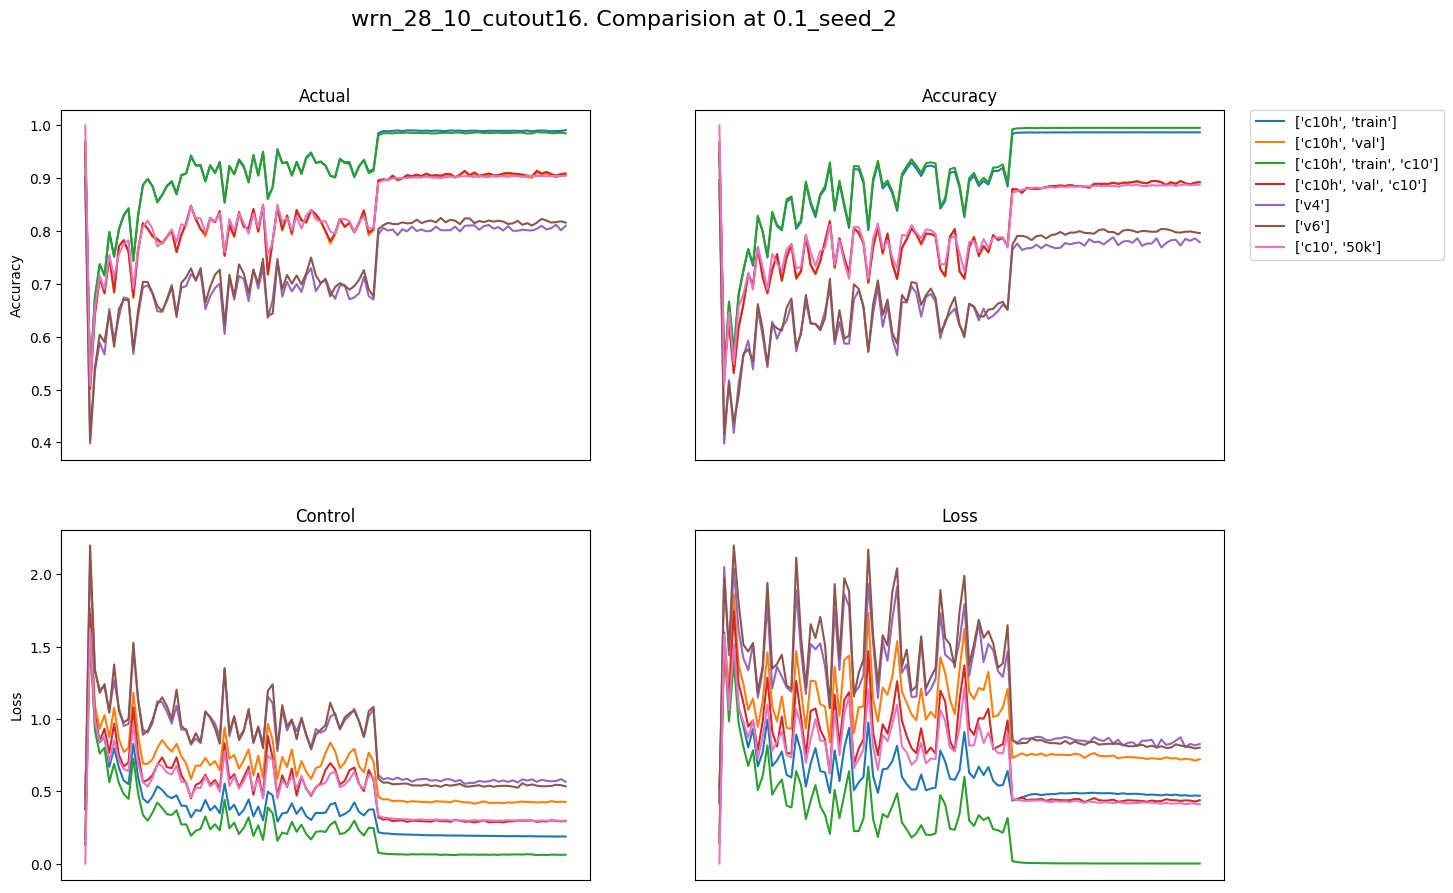 wrn_28_10_cutout16. Comparision at 0.1_seed_2
Actual
Accuracy
1.0
0.9
0.8
0.7
0.6
0.5
0.4
Accuracy
['c10h', 'train']
['c10h', 'val']
['c10h', 'train', 'c10']
['c10h', 'val', 'c10']
['v4']
['v6']
['c10', '50k']
Control
Loss
2.0
1.5
1.0
0.5
0.0
Loss